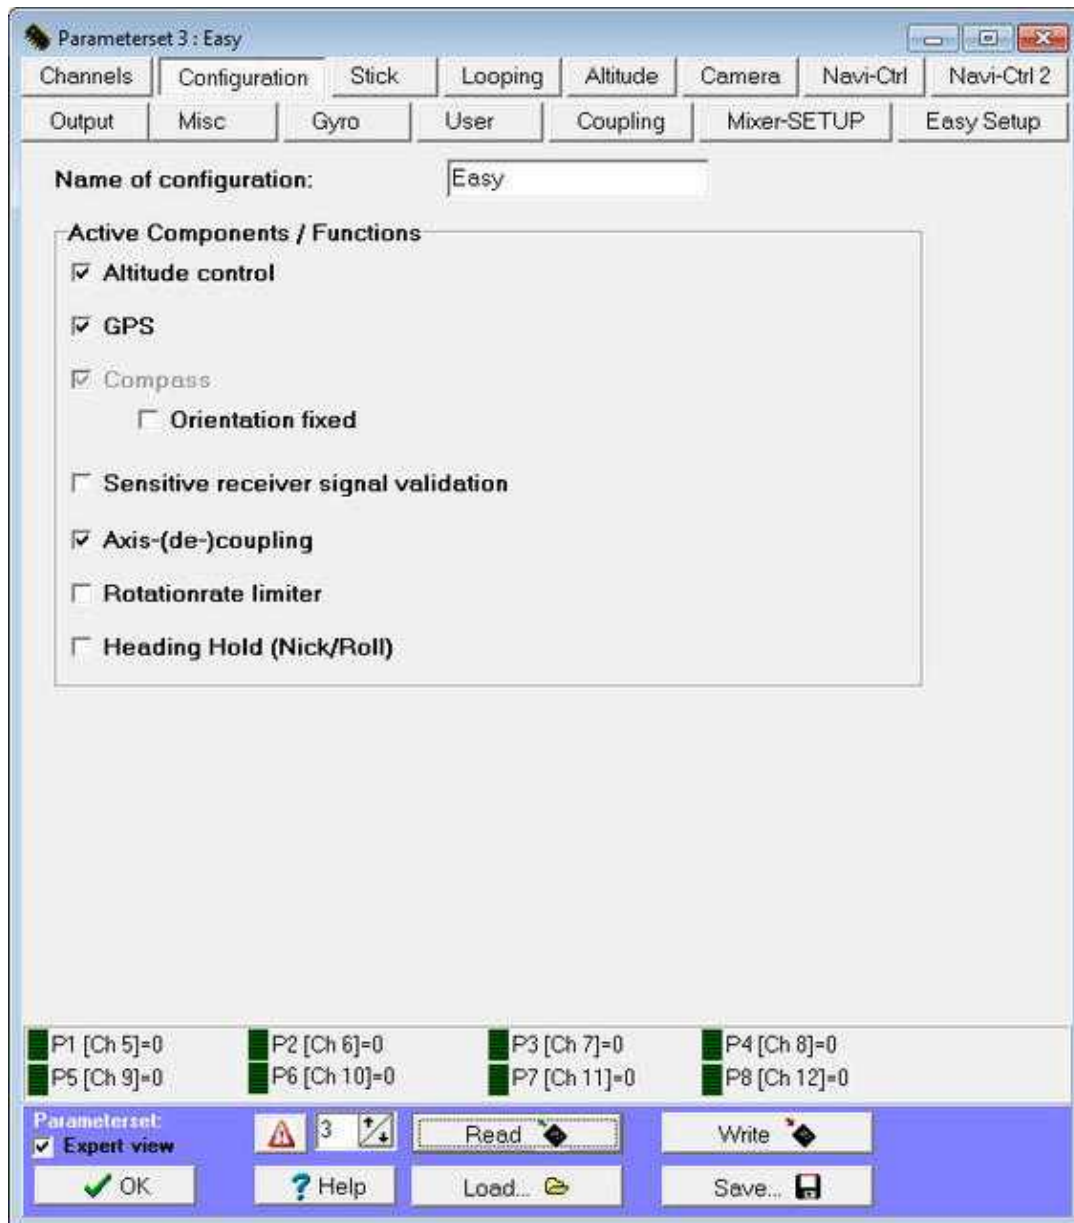 Parameterset 3 : Easy
Channels Configuration Stick Looping Altitude Camera Navi-Ctrl Navi-Ctrl 2
Output Misc Gyro User Coupling Mixer-SETUP Easy Setup
Name of configuration: Easy
Active Components / Functions
Altitude control
GPS
Compass
Orientation fixed
Sensitive receiver signal validation
Axis-(de-)coupling
Rotationrate limiter
Heading Hold (Nick/Roll)
P1 [Ch 5]=0 P2 [Ch 6]=0 P3 [Ch 7]=0 P4 [Ch 8]=0
P5 [Ch 9]=0 P6 [Ch 10]=0 P7 [Ch 11]=0 P8 [Ch 12]=0
Parameterset:
Expert view 3 Read Write
OK ? Help Load... Save...